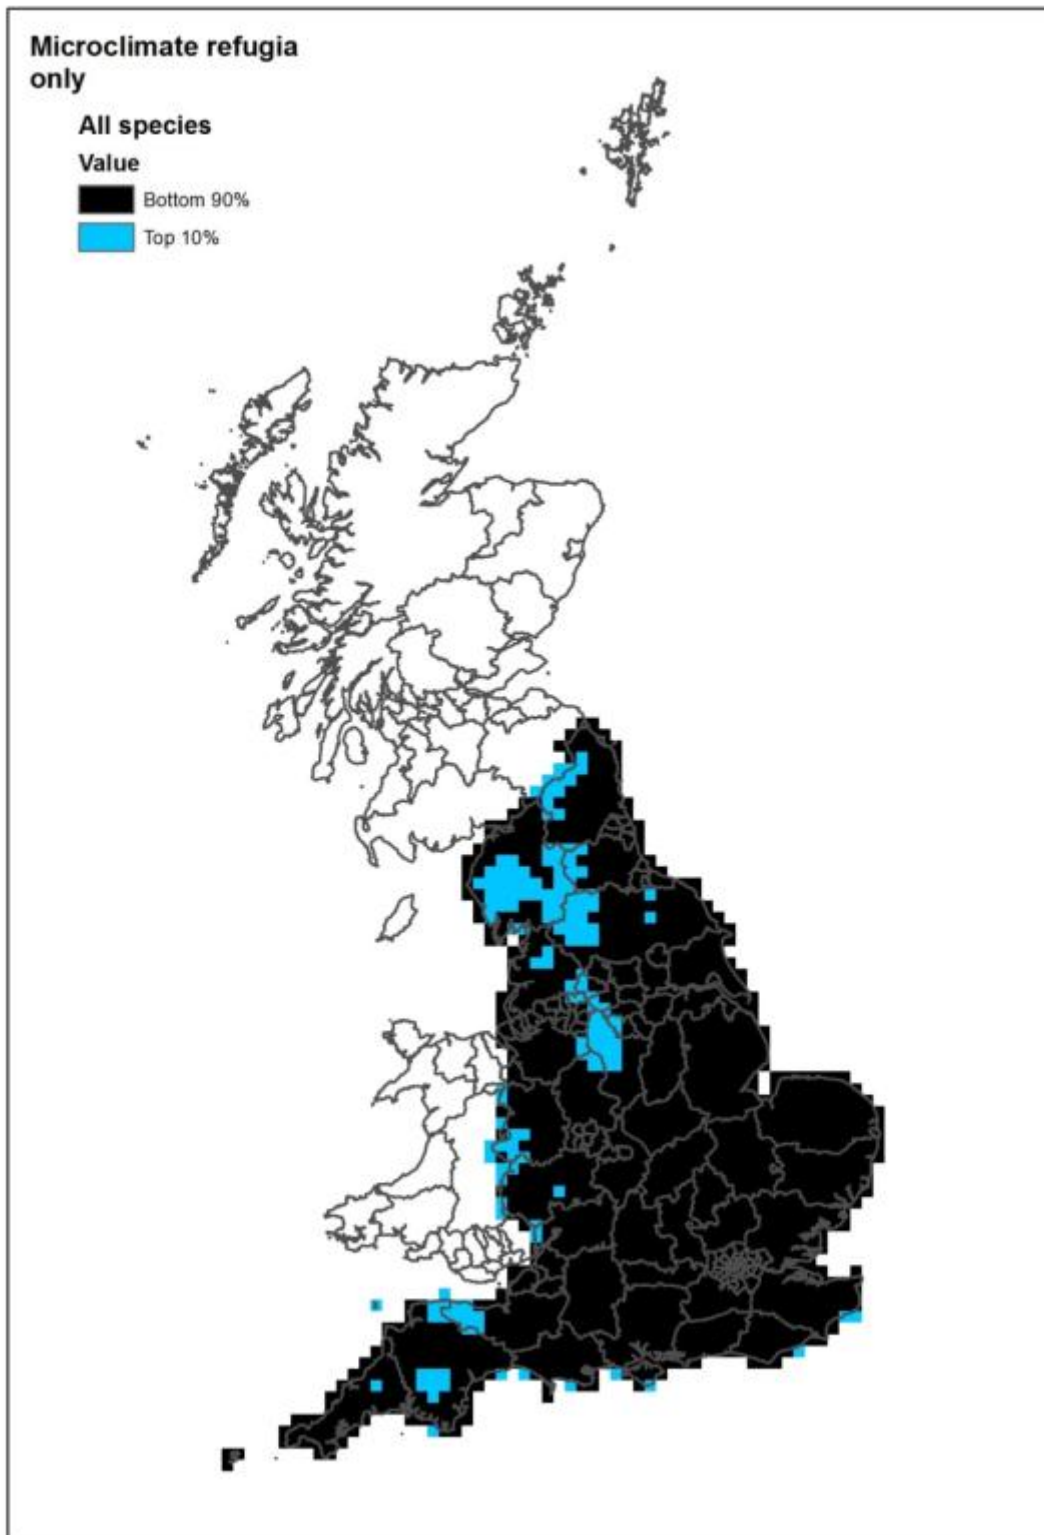 Microclimate refugia
only
All species
Value
Bottom 90%
Top 10%